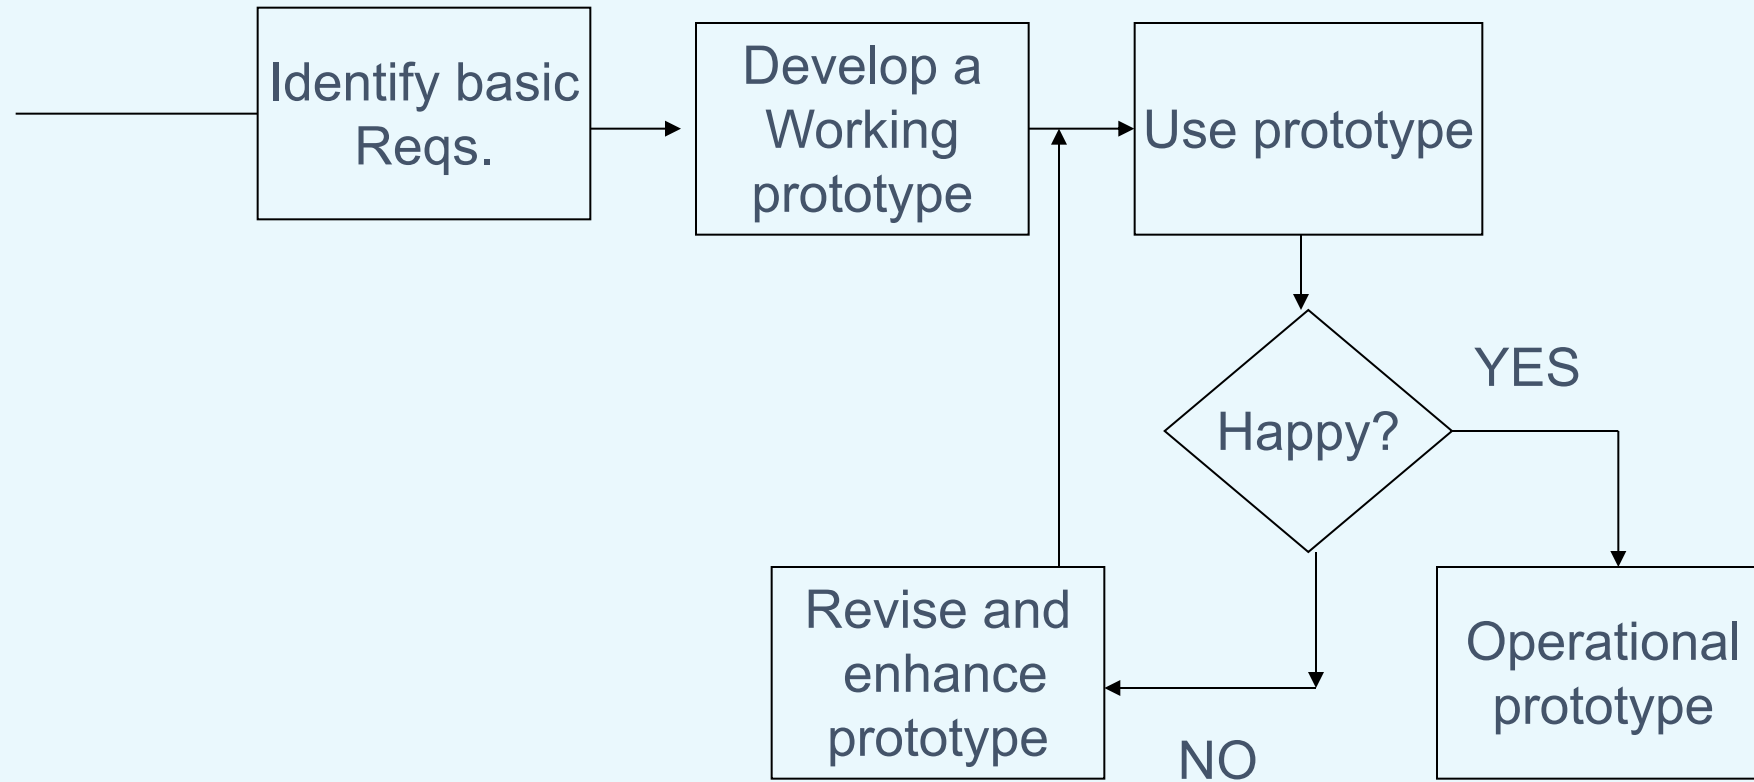 Identify basic
Reqs.
Develop a
Working
prototype
Use prototype
Happy?
YES
NO
Revise and
enhance
prototype
Operational
prototype